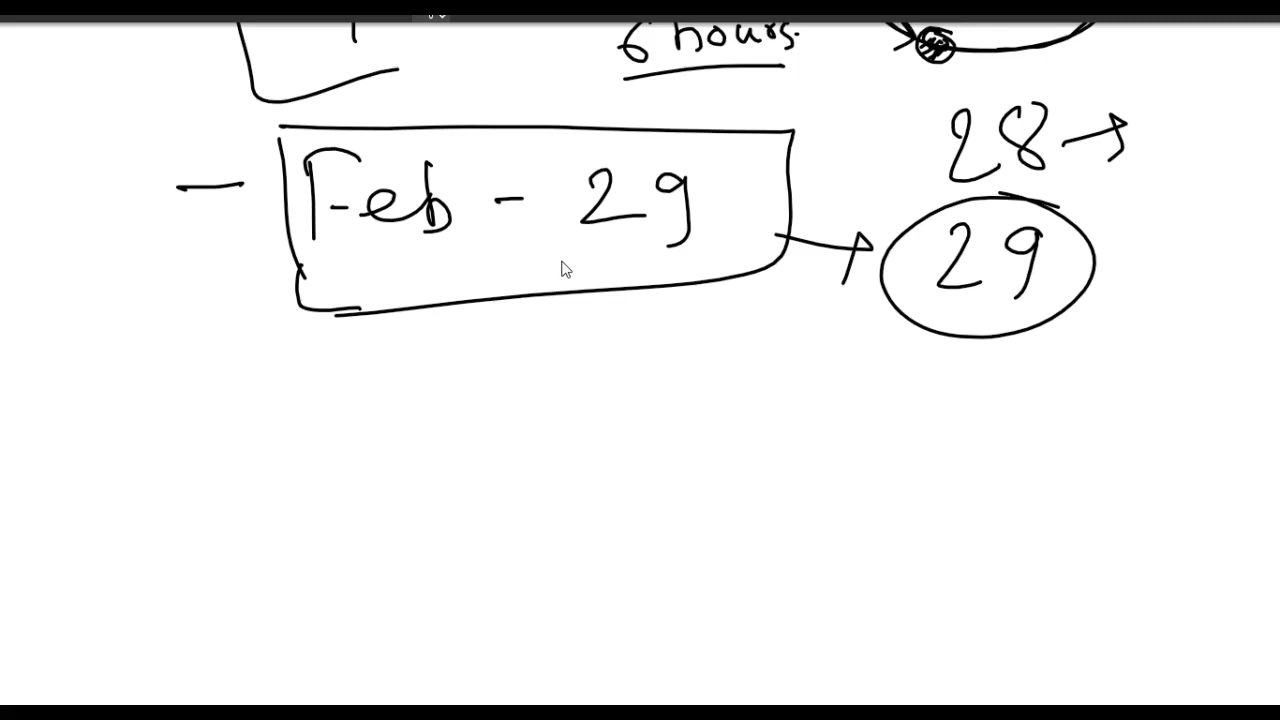 6 hours.
28 →
- Feb - 29 → 29